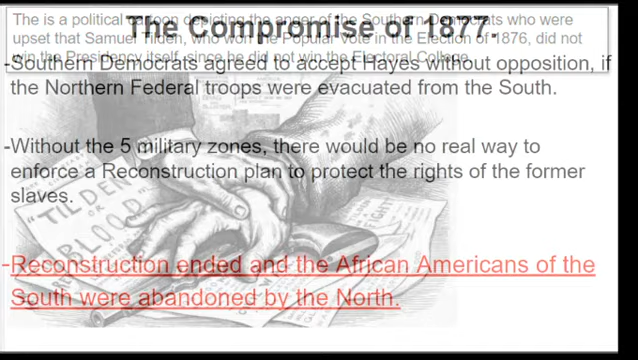 This is a political cartoon depicting the anger of the Southern Democrats who were
upset that Samuel Tilden, who won the Popular Vote in the Election of 1876, did not
win the Presidency itself, since he did not win the Electoral College.
The Compromise of 1877.
-Southern Democrats agreed to accept Hayes without opposition, if
the Northern Federal troops were evacuated from the South.
-Without the 5 military zones, there would be no real way to
enforce a Reconstruction plan to protect the rights of the former
slaves.
"TILDEN
OR
BLOOD
FIGHT
-Reconstruction ended and the African Americans of the
South were abandoned by the North.